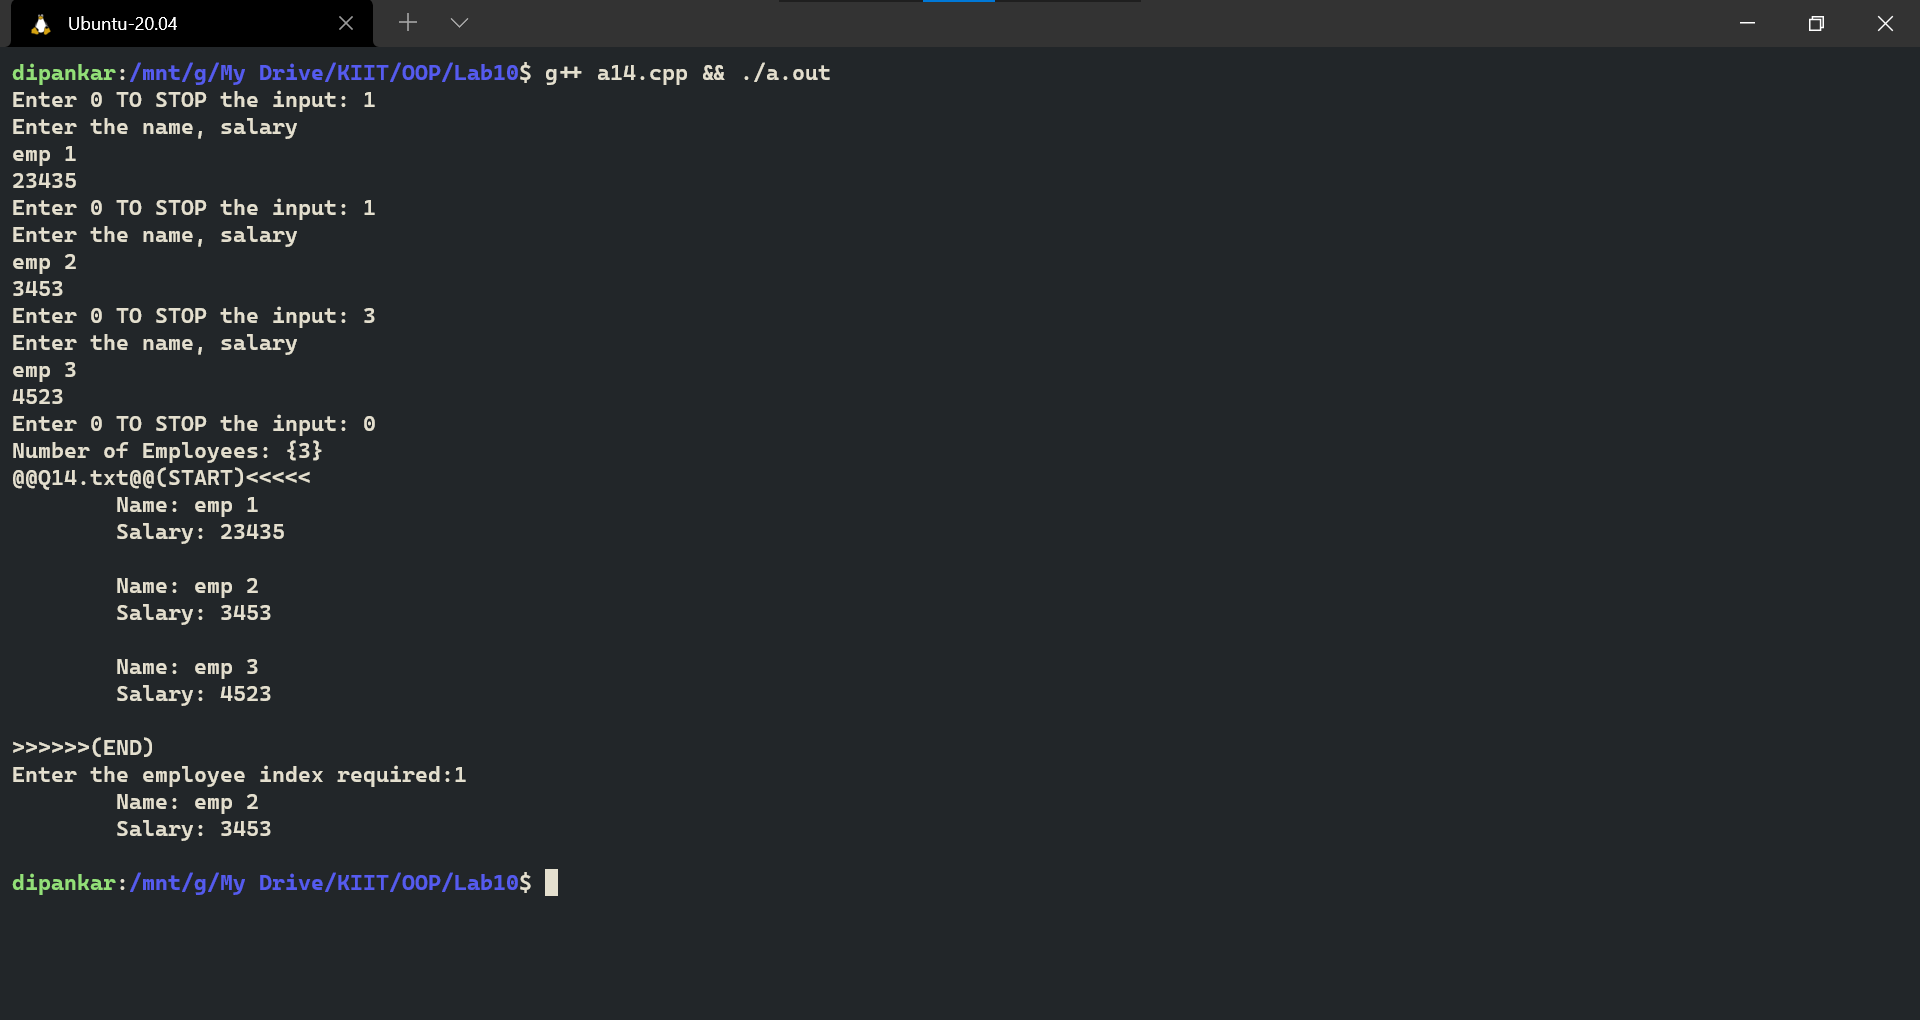 Ubuntu-20.04
dipankar:/mnt/g/My Drive/KIIT/OOP/Lab10$ g++ a14.cpp && ./a.out
Enter 0 TO STOP the input: 1
Enter the name, salary
emp 1
23435
Enter 0 TO STOP the input: 1
Enter the name, salary
emp 2
3453
Enter 0 TO STOP the input: 3
Enter the name, salary
emp 3
4523
Enter 0 TO STOP the input: 0
Number of Employees: {3}
@@Q14.txt@@(START)<<<<<
        Name: emp 1
        Salary: 23435

        Name: emp 2
        Salary: 3453

        Name: emp 3
        Salary: 4523

>>>>>>(END)
Enter the employee index required:1
        Name: emp 2
        Salary: 3453

dipankar:/mnt/g/My Drive/KIIT/OOP/Lab10$